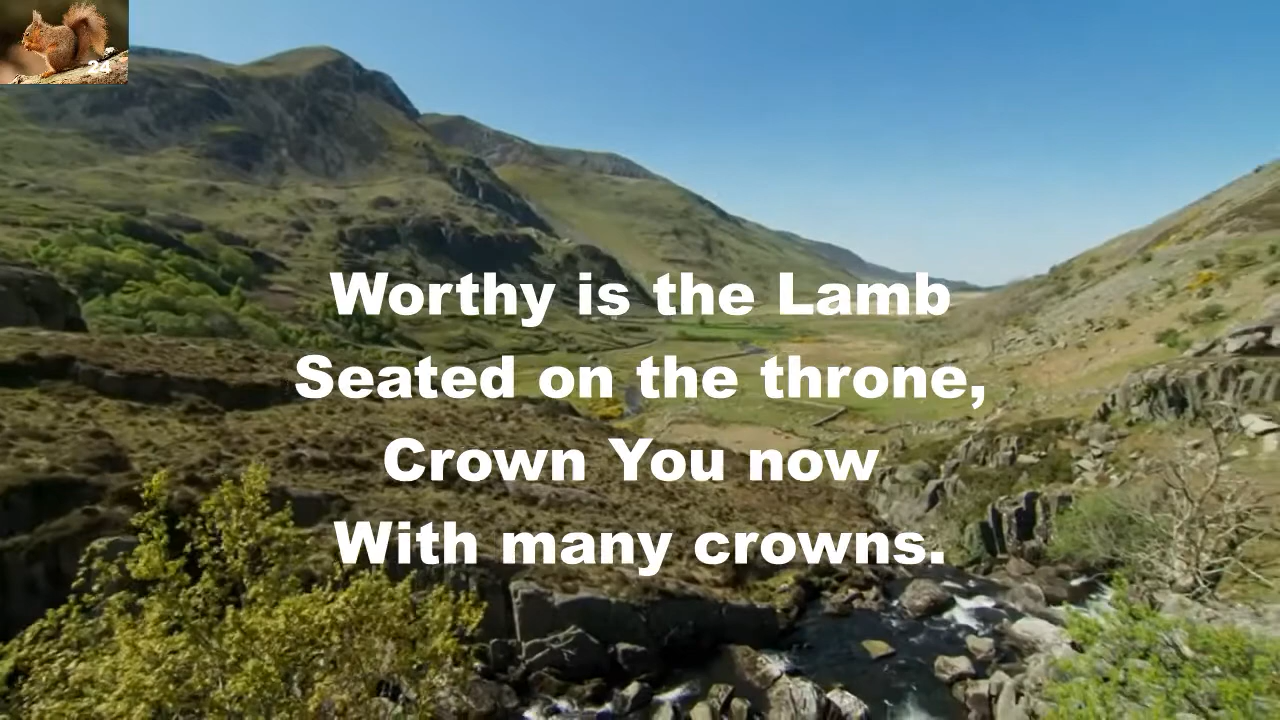 24
Worthy is the Lamb
Seated on the throne,
Crown You now
With many crowns.